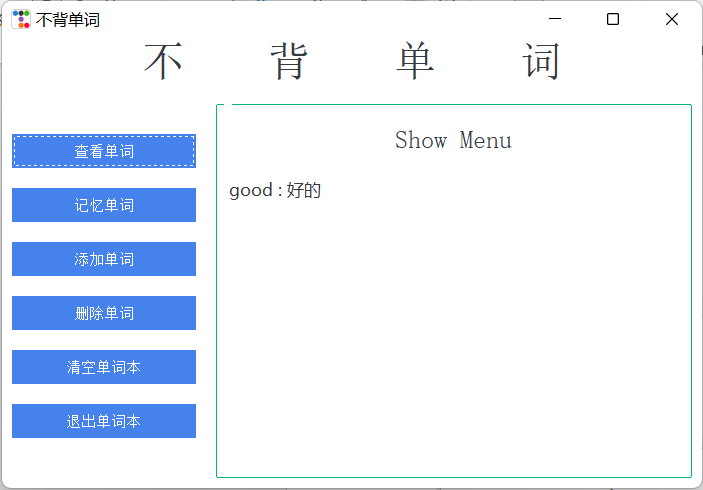 不背单词
不 背 单 词
查看单词
记忆单词
添加单词
删除单词
清空单词本
退出单词本
Show Menu
good : 好的